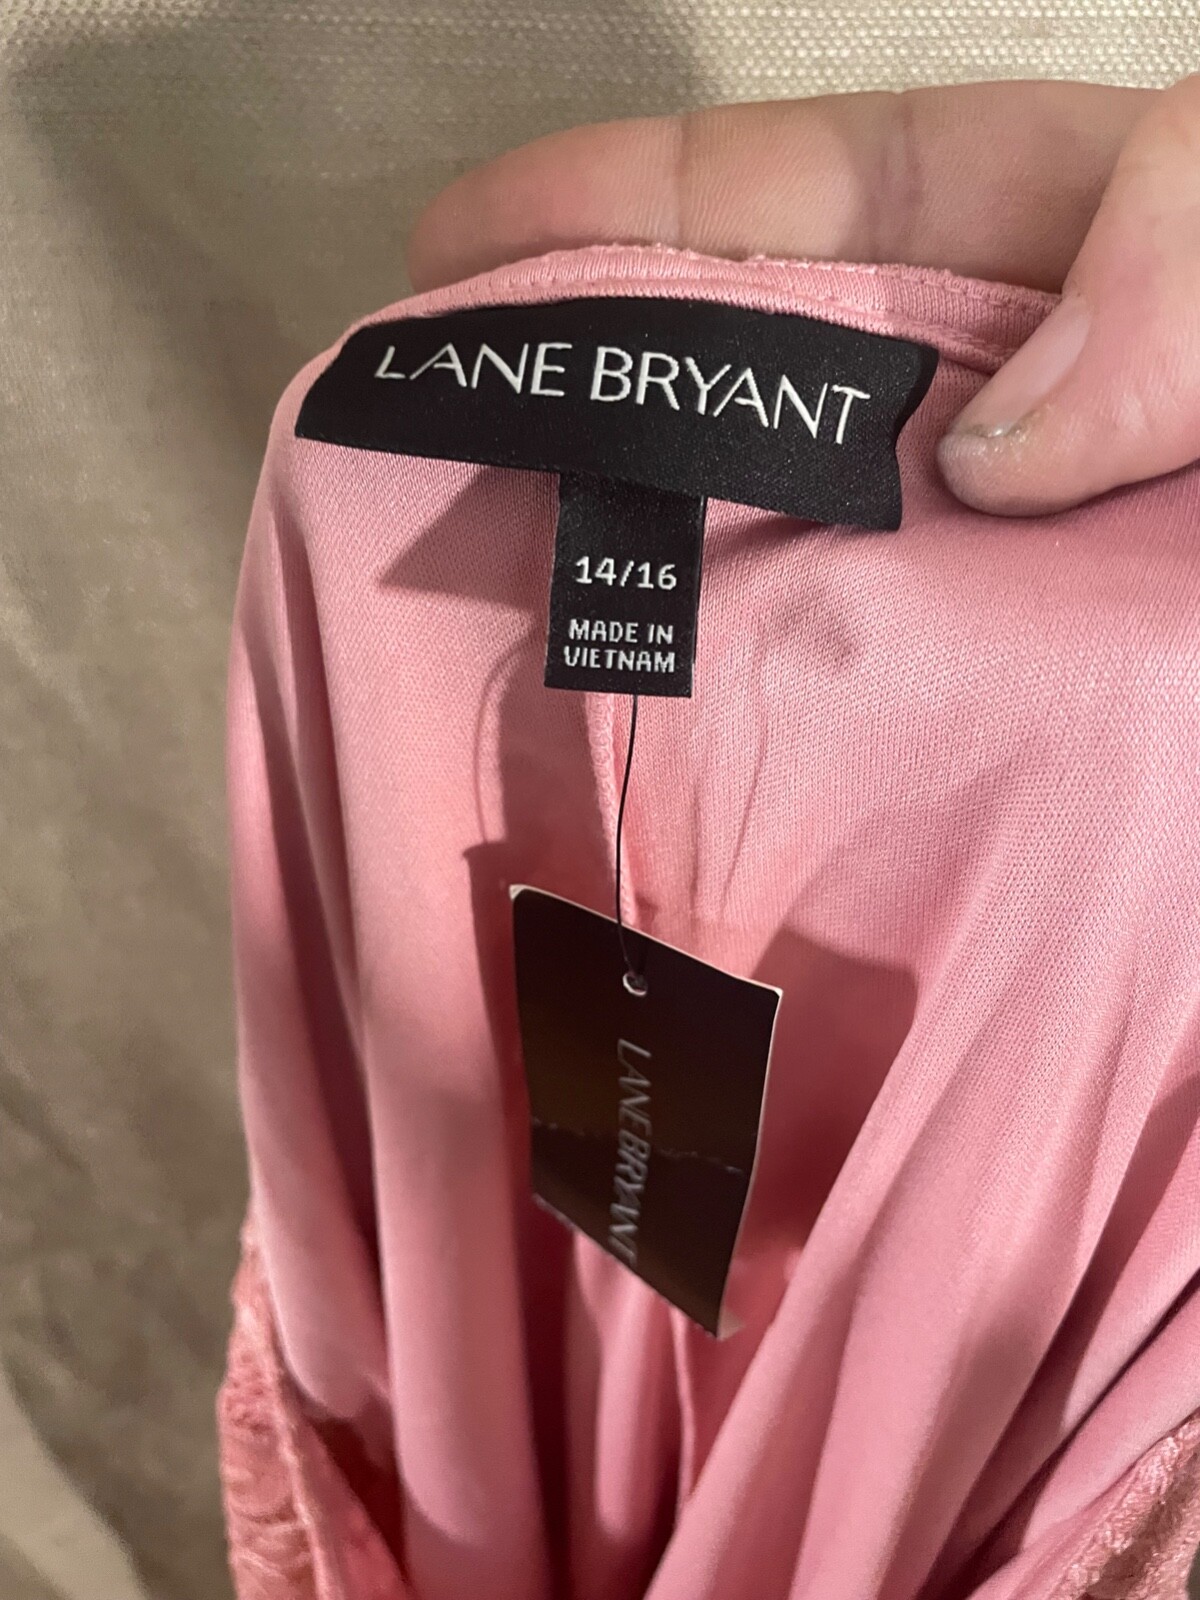 LANE BRYANT
14/16
MADE IN
VIETNAM
LANE BRYANT